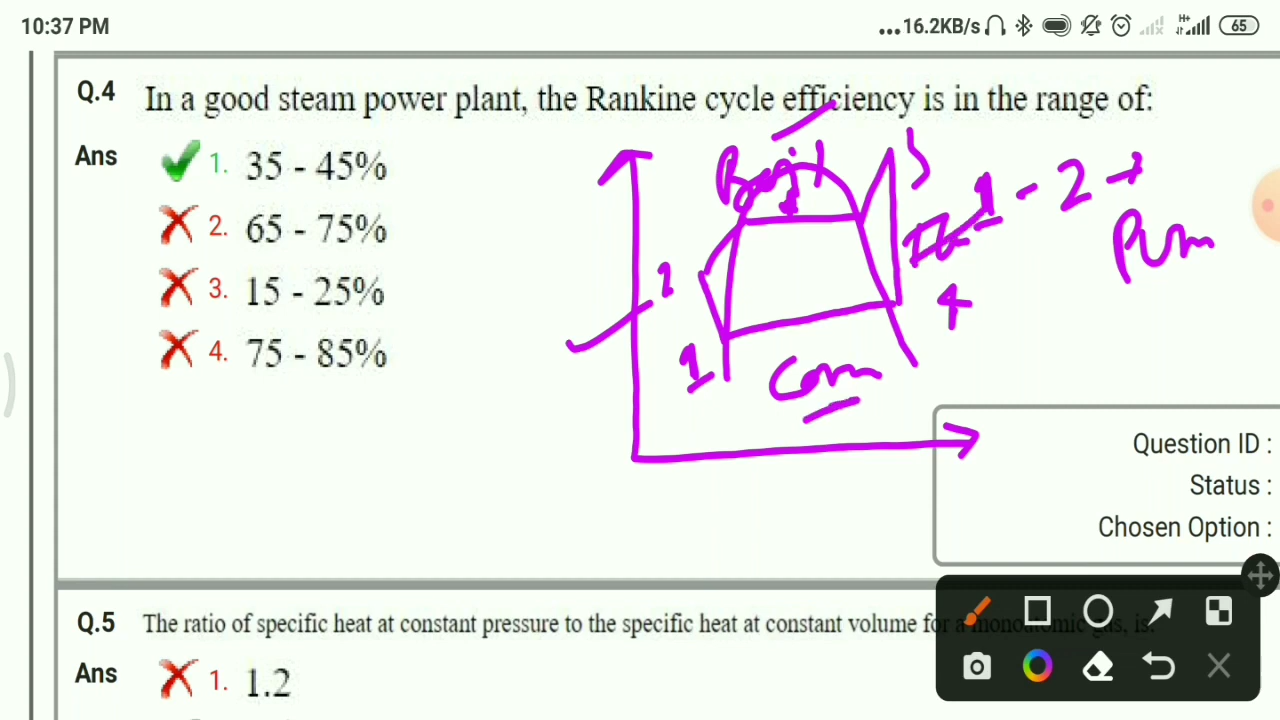 10:37 PM
...16.2KB/s
H+
65
Q.4 In a good steam power plant, the Rankine cycle efficiency is in the range of:
Ans 1. 35 - 45%
2. 65 - 75%
3. 15 - 25%
4. 75 - 85%
1 - 2 →
Pum
3
4
2
1
Com
Question ID :
Status :
Chosen Option :
Q.5 The ratio of specific heat at constant pressure to the specific heat at constant volume for a monoatomic gas, is:
Ans 1. 1.2